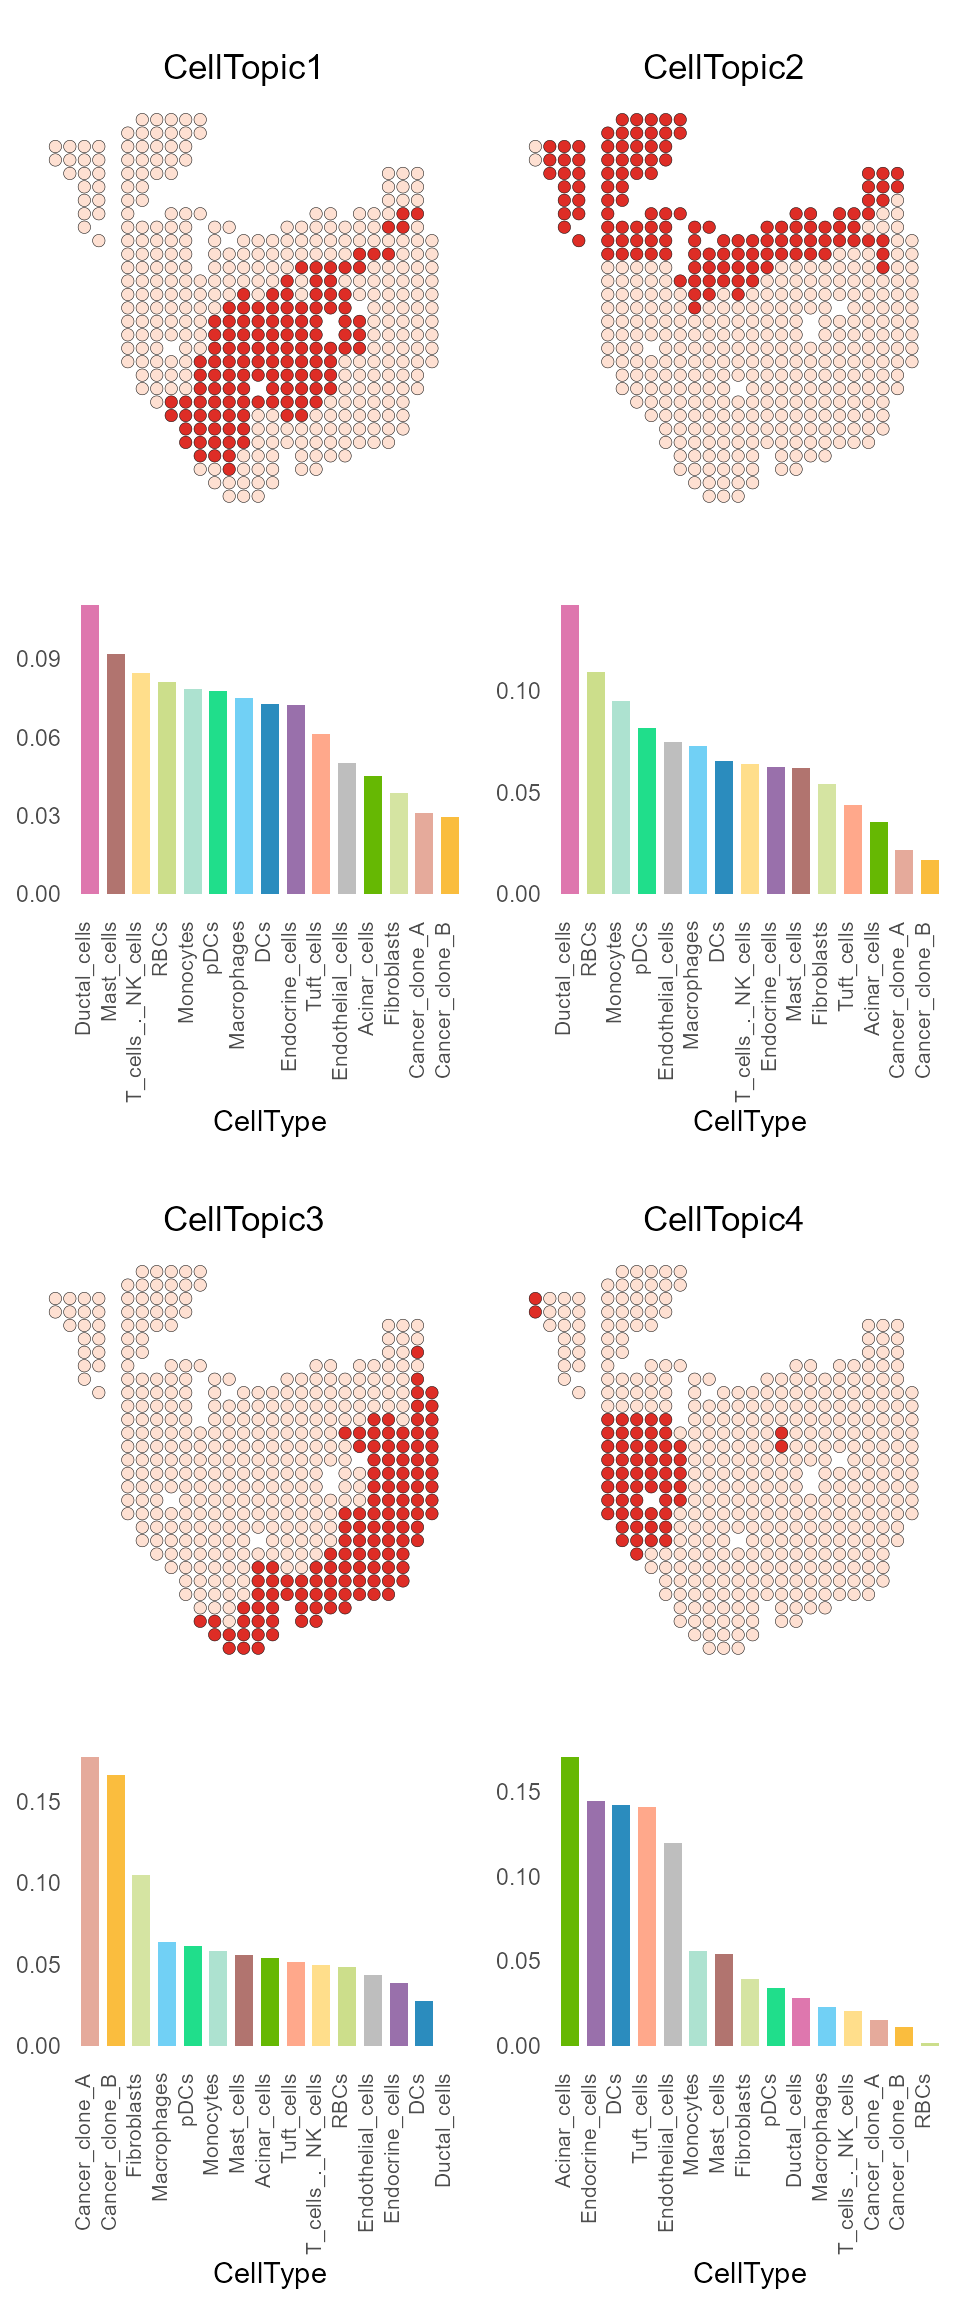 CellTopic1
CellTopic2
0.09
0.06
0.03
0.00
Ductal_cells
Mast_cells
T_cells_._NK_cells
RBCs
Monocytes
pDCs
Macrophages
DCs
Endocrine_cells
Tuft_cells
Endothelial_cells
Acinar_cells
Fibroblasts
Cancer_clone_A
Cancer_clone_B
CellType
0.10
0.05
0.00
Ductal_cells
RBCs
Monocytes
pDCs
Endothelial_cells
Macrophages
DCs
T_cells_._NK_cells
Endocrine_cells
Mast_cells
Fibroblasts
Tuft_cells
Acinar_cells
Cancer_clone_A
Cancer_clone_B
CellType
CellTopic3
CellTopic4
0.15
0.10
0.05
0.00
Cancer_clone_A
Cancer_clone_B
Fibroblasts
Macrophages
pDCs
Monocytes
Mast_cells
Acinar_cells
Tuft_cells
T_cells_._NK_cells
RBCs
Endothelial_cells
Endocrine_cells
DCs
Ductal_cells
CellType
0.15
0.10
0.05
0.00
Acinar_cells
Endocrine_cells
DCs
Tuft_cells
Endothelial_cells
Monocytes
Mast_cells
Fibroblasts
pDCs
Ductal_cells
Macrophages
T_cells_._NK_cells
Cancer_clone_A
Cancer_clone_B
RBCs
CellType